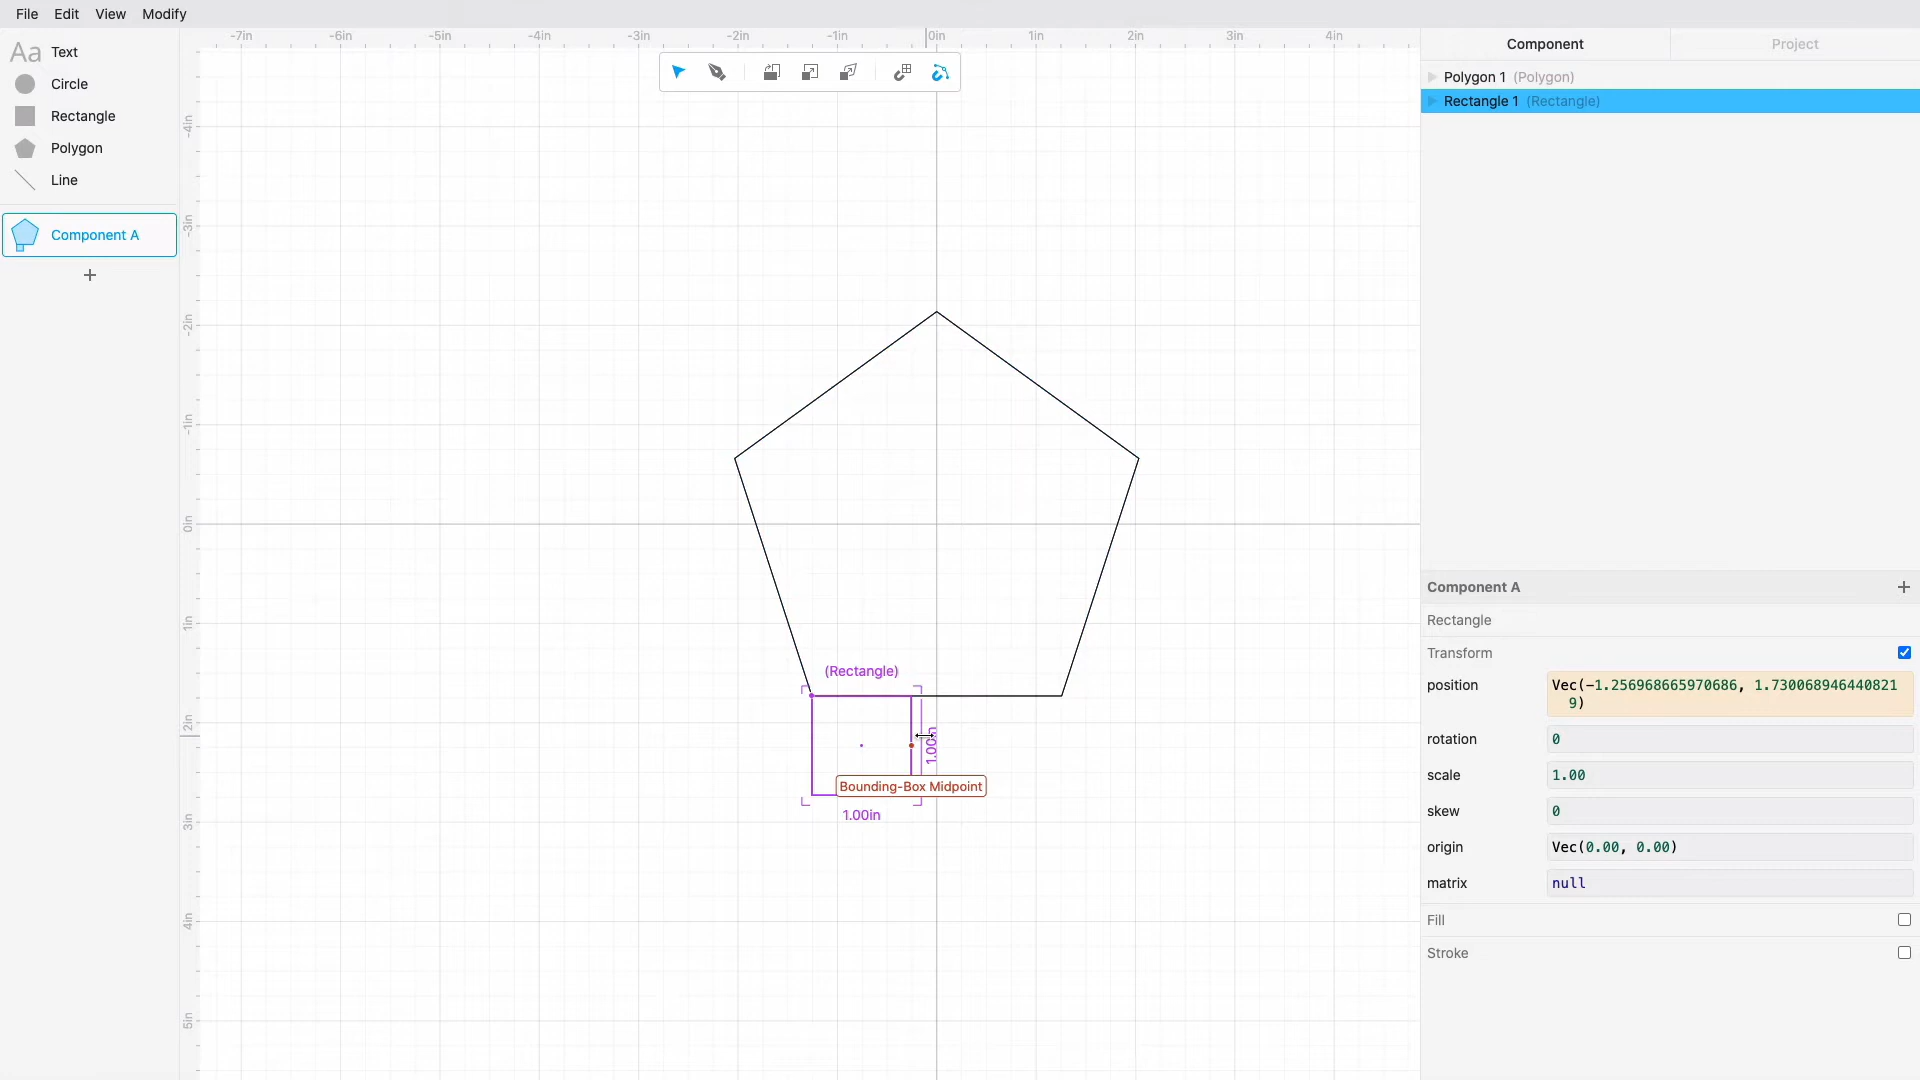 File Edit View Modify
-7in -6in -5in -4in -3in -2in -1in 0in 1in 2in 3in 4in
Aa Text
Circle
Rectangle
Polygon
Line
Component A
+
-4in
-3in
-2in
-1in
0in
1in
2in
3in
4in
5in
(Rectangle)
1.00in
Bounding-Box Midpoint
1.00in
Component Project
Polygon 1 (Polygon)
Rectangle 1 (Rectangle)
Component A +
Rectangle
Transform
position Vec(-1.256968665970686, 1.730068946440821
9)
rotation 0
scale 1.00
skew 0
origin Vec(0.00, 0.00)
matrix null
Fill
Stroke